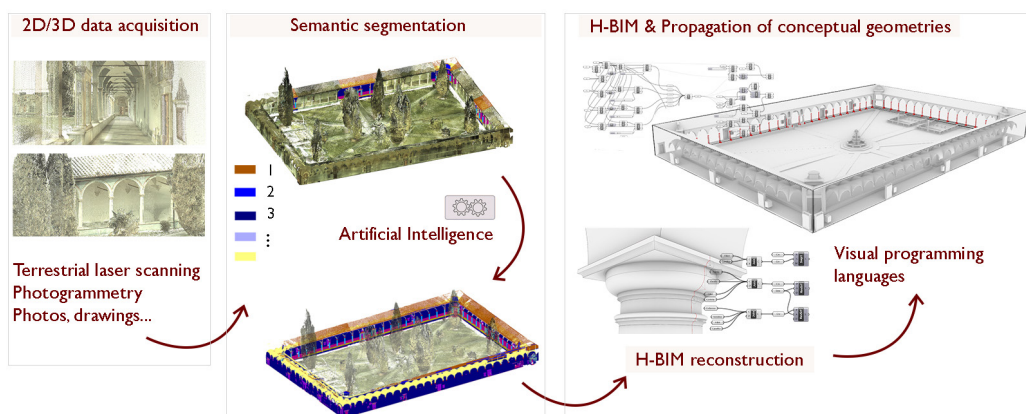 2D/3D data acquisition
Terrestrial laser scanning
Photogrammetry
Photos, drawings...
Semantic segmentation
1
2
3
⋮
Artificial Intelligence
H-BIM & Propagation of conceptual geometries
Visual programming
languages
H-BIM reconstruction